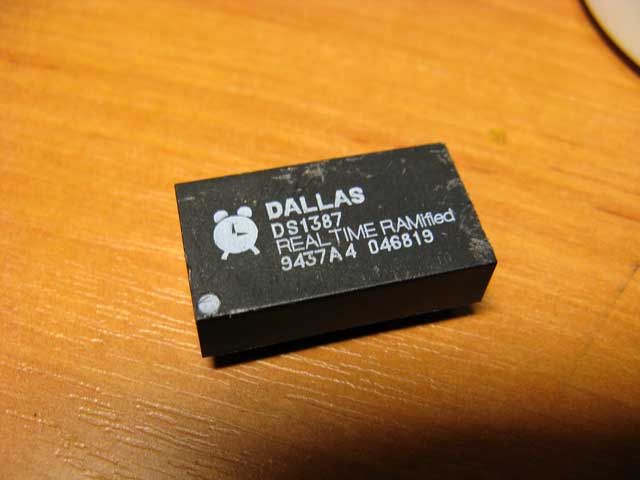 DALLAS
DS1387
REAL TIME RAMified
9437A4 046819